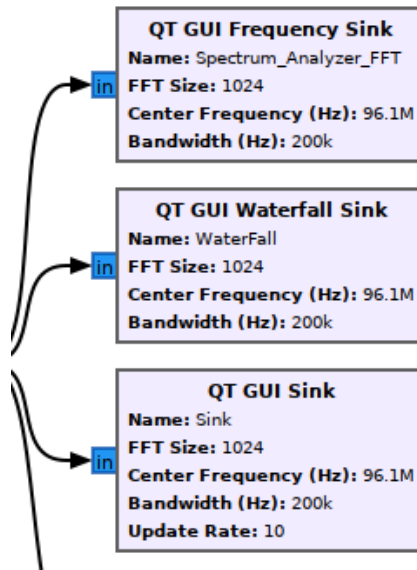 QT GUI Frequency Sink
Name: Spectrum_Analyzer_FFT
in
FFT Size: 1024
Center Frequency (Hz): 96.1M
Bandwidth (Hz): 200k
QT GUI Waterfall Sink
Name: WaterFall
in
FFT Size: 1024
Center Frequency (Hz): 96.1M
Bandwidth (Hz): 200k
QT GUI Sink
Name: Sink
FFT Size: 1024
in
Center Frequency (Hz): 96.1M
Bandwidth (Hz): 200k
Update Rate: 10